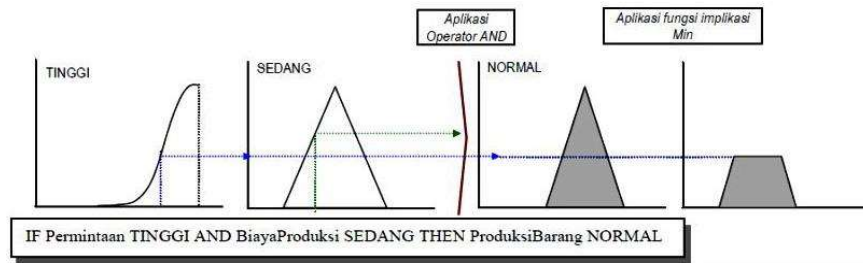 Aplikasi
Operator AND
Aplikasi fungsi implikasi
Min
TINGGI
SEDANG
NORMAL
IF Permintaan TINGGI AND BiayaProduksi SEDANG THEN ProduksiBarang NORMAL